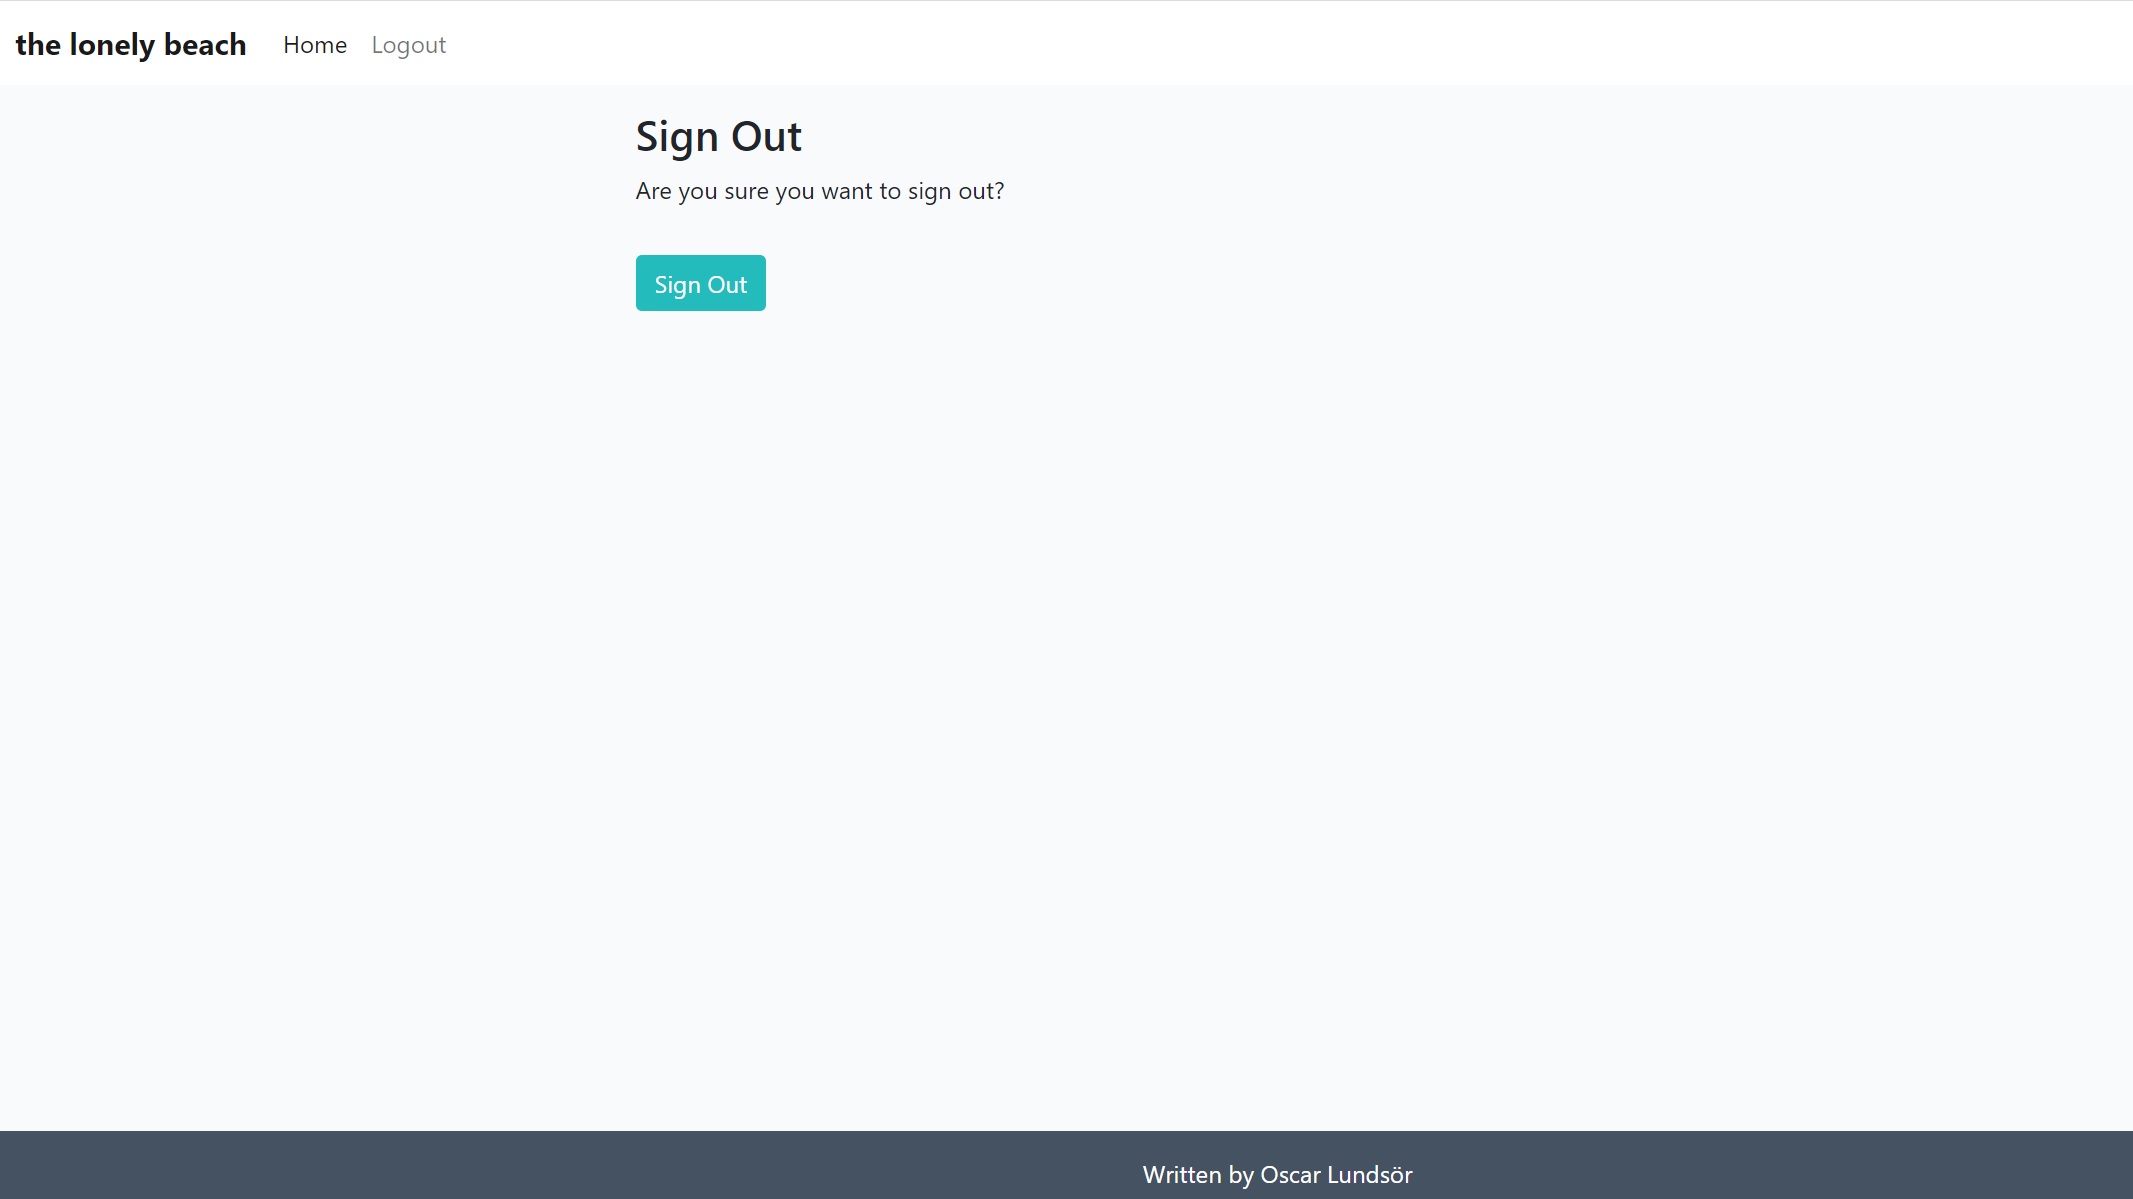 the lonely beach Home Logout
Sign Out
Are you sure you want to sign out?
Sign Out
Written by Oscar Lundsör